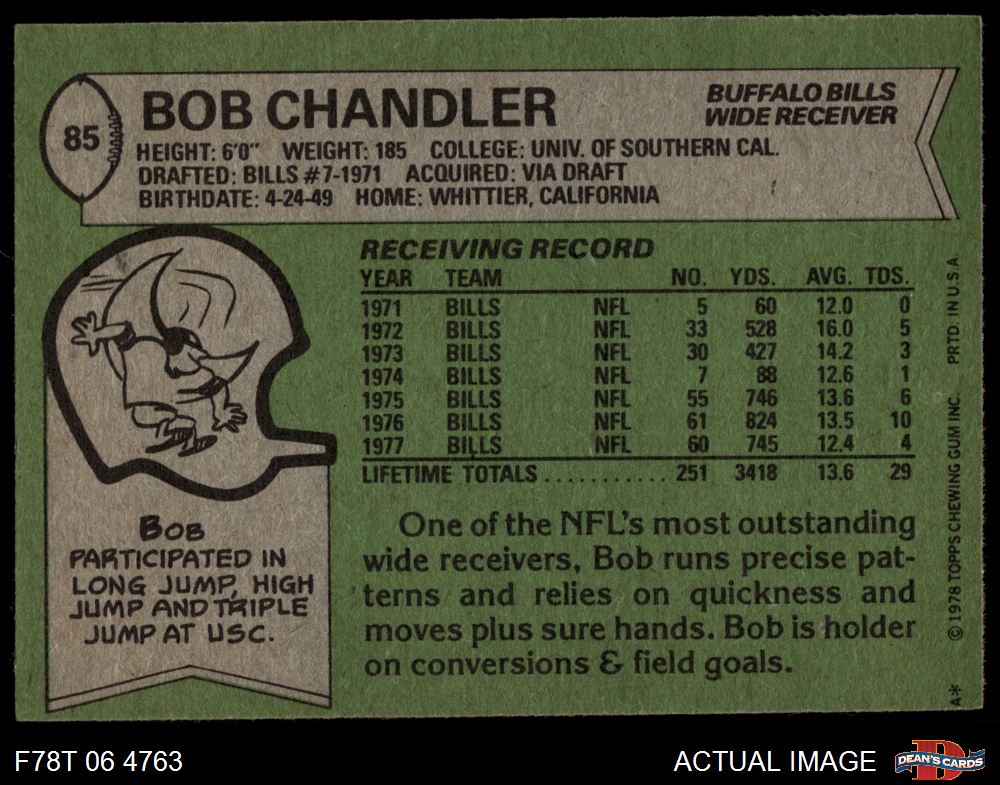 85
BOB CHANDLER
BUFFALO BILLS
WIDE RECEIVER
HEIGHT: 6'0" WEIGHT: 185 COLLEGE: UNIV. OF SOUTHERN CAL.
DRAFTED: BILLS #7-1971 ACQUIRED: VIA DRAFT
BIRTHDATE: 4-24-49 HOME: WHITTIER, CALIFORNIA
RECEIVING RECORD
YEAR TEAM NO. YDS. AVG. TDS.
1971 BILLS NFL 5 60 12.0 0
1972 BILLS NFL 33 528 16.0 5
1973 BILLS NFL 30 427 14.2 3
1974 BILLS NFL 7 88 12.6 1
1975 BILLS NFL 55 746 13.6 6
1976 BILLS NFL 61 824 13.5 10
1977 BILLS NFL 60 745 12.4 4
LIFETIME TOTALS ........... 251 3418 13.6 29
BOB
PARTICIPATED IN
LONG JUMP, HIGH
JUMP AND TRIPLE
JUMP AT USC.
One of the NFL's most outstanding
wide receivers, Bob runs precise pat-
terns and relies on quickness and
moves plus sure hands. Bob is holder
on conversions & field goals.
A* © 1978 TOPPS CHEWING GUM INC. PRTD. IN U.S.A.
F78T 06 4763
ACTUAL IMAGE
D
DEAN'S CARDS